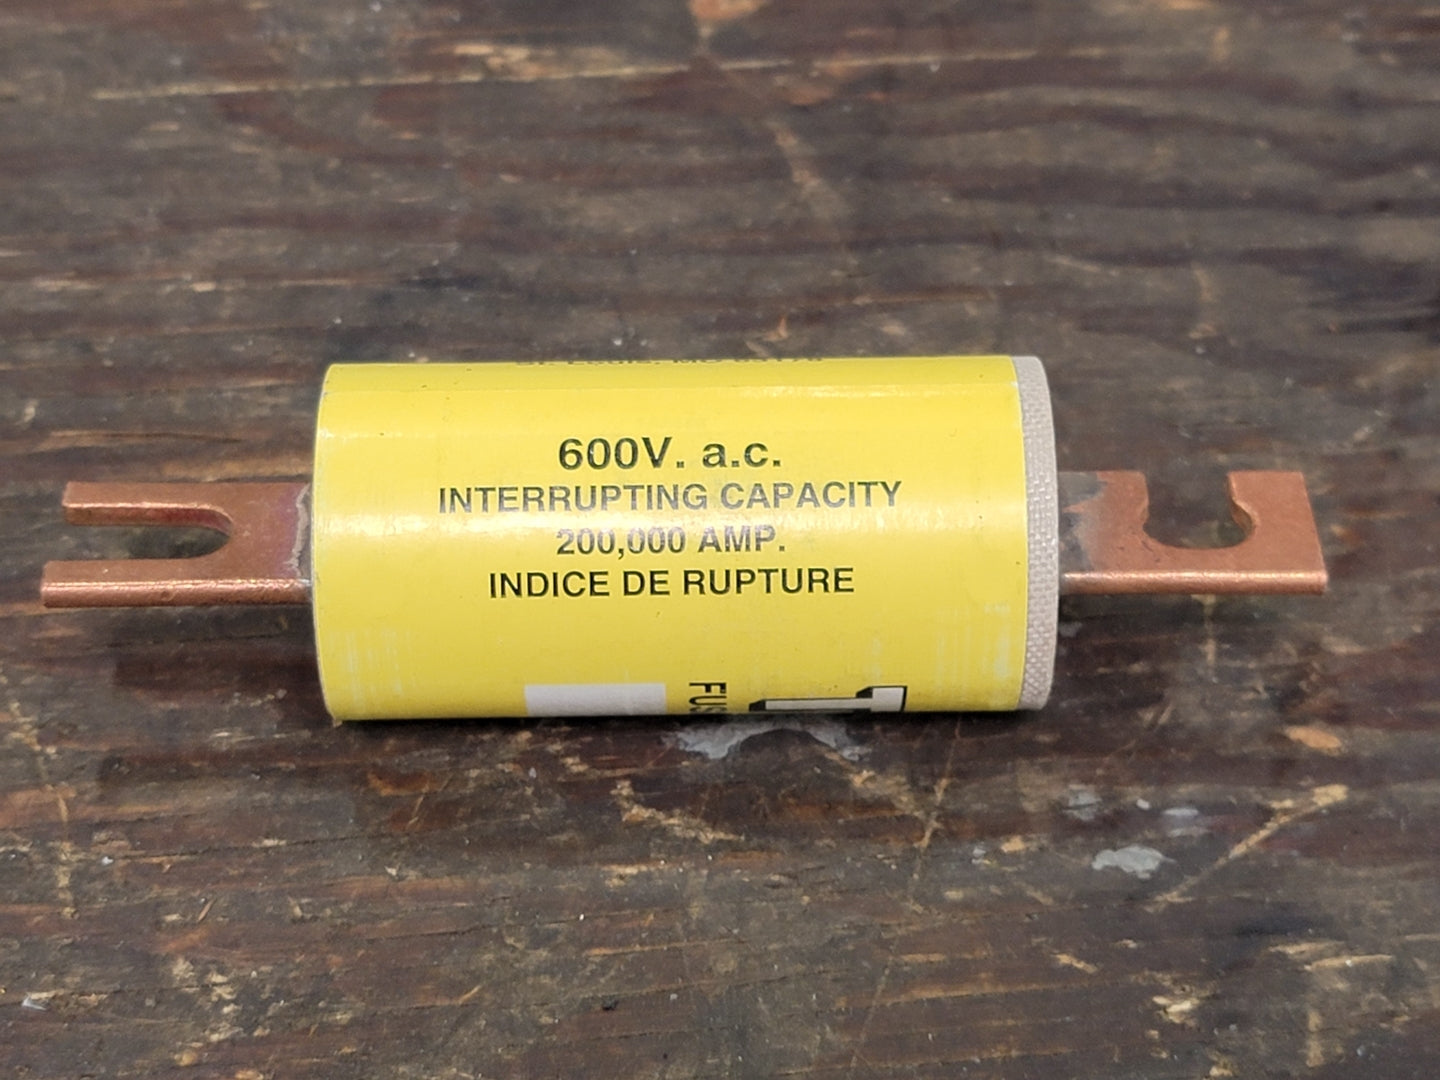 600V. a.c.
INTERRUPTING CAPACITY
200,000 AMP.
INDICE DE RUPTURE